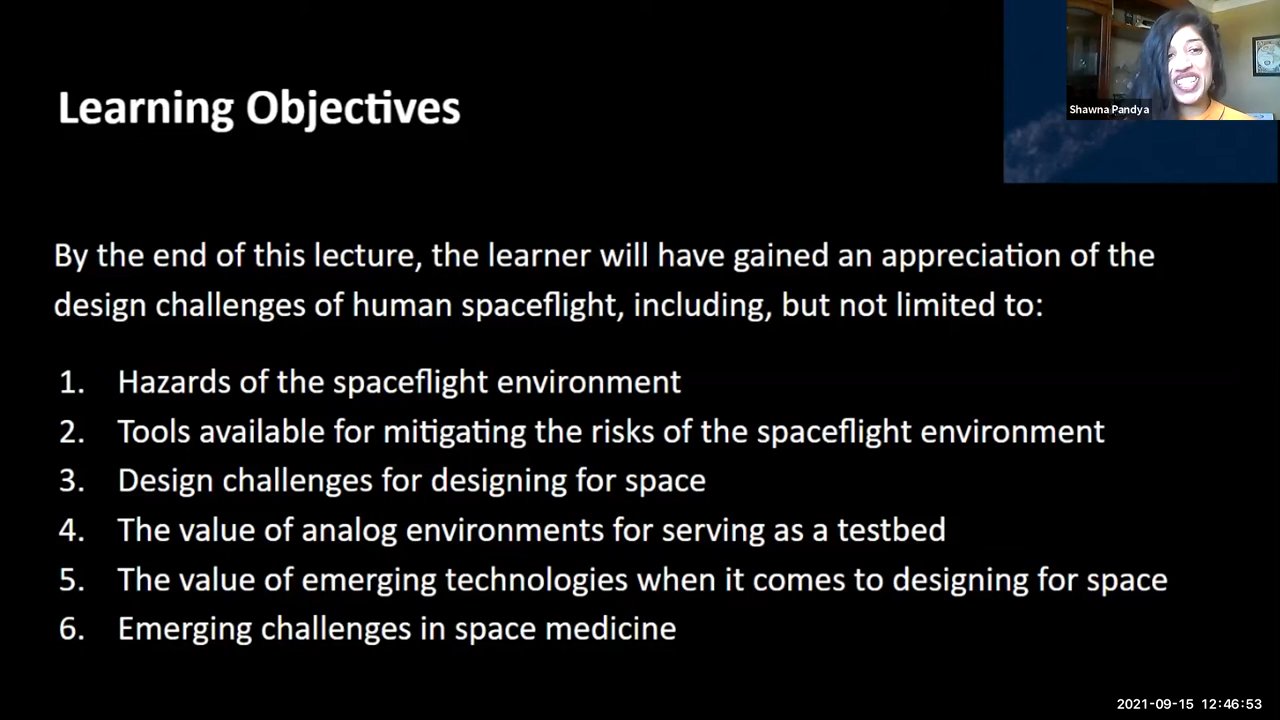 Learning Objectives
Shawna Pandya
By the end of this lecture, the learner will have gained an appreciation of the
design challenges of human spaceflight, including, but not limited to:
1. Hazards of the spaceflight environment
2. Tools available for mitigating the risks of the spaceflight environment
3. Design challenges for designing for space
4. The value of analog environments for serving as a testbed
5. The value of emerging technologies when it comes to designing for space
6. Emerging challenges in space medicine
2021-09-15 12:46:53